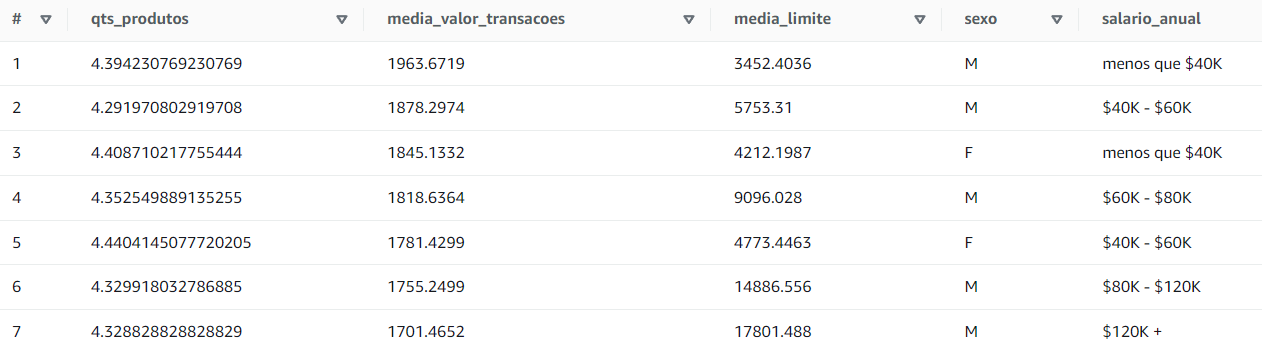 # qts_produtos media_valor_transacoes media_limite sexo salario_anual
1 4.394230769230769 1963.6719 3452.4036 M menos que $40K
2 4.291970802919708 1878.2974 5753.31 M $40K - $60K
3 4.408710217755444 1845.1332 4212.1987 F menos que $40K
4 4.352549889135255 1818.6364 9096.028 M $60K - $80K
5 4.4404145077720205 1781.4299 4773.4463 F $40K - $60K
6 4.329918032786885 1755.2499 14886.556 M $80K - $120K
7 4.328828828828829 1701.4652 17801.488 M $120K +